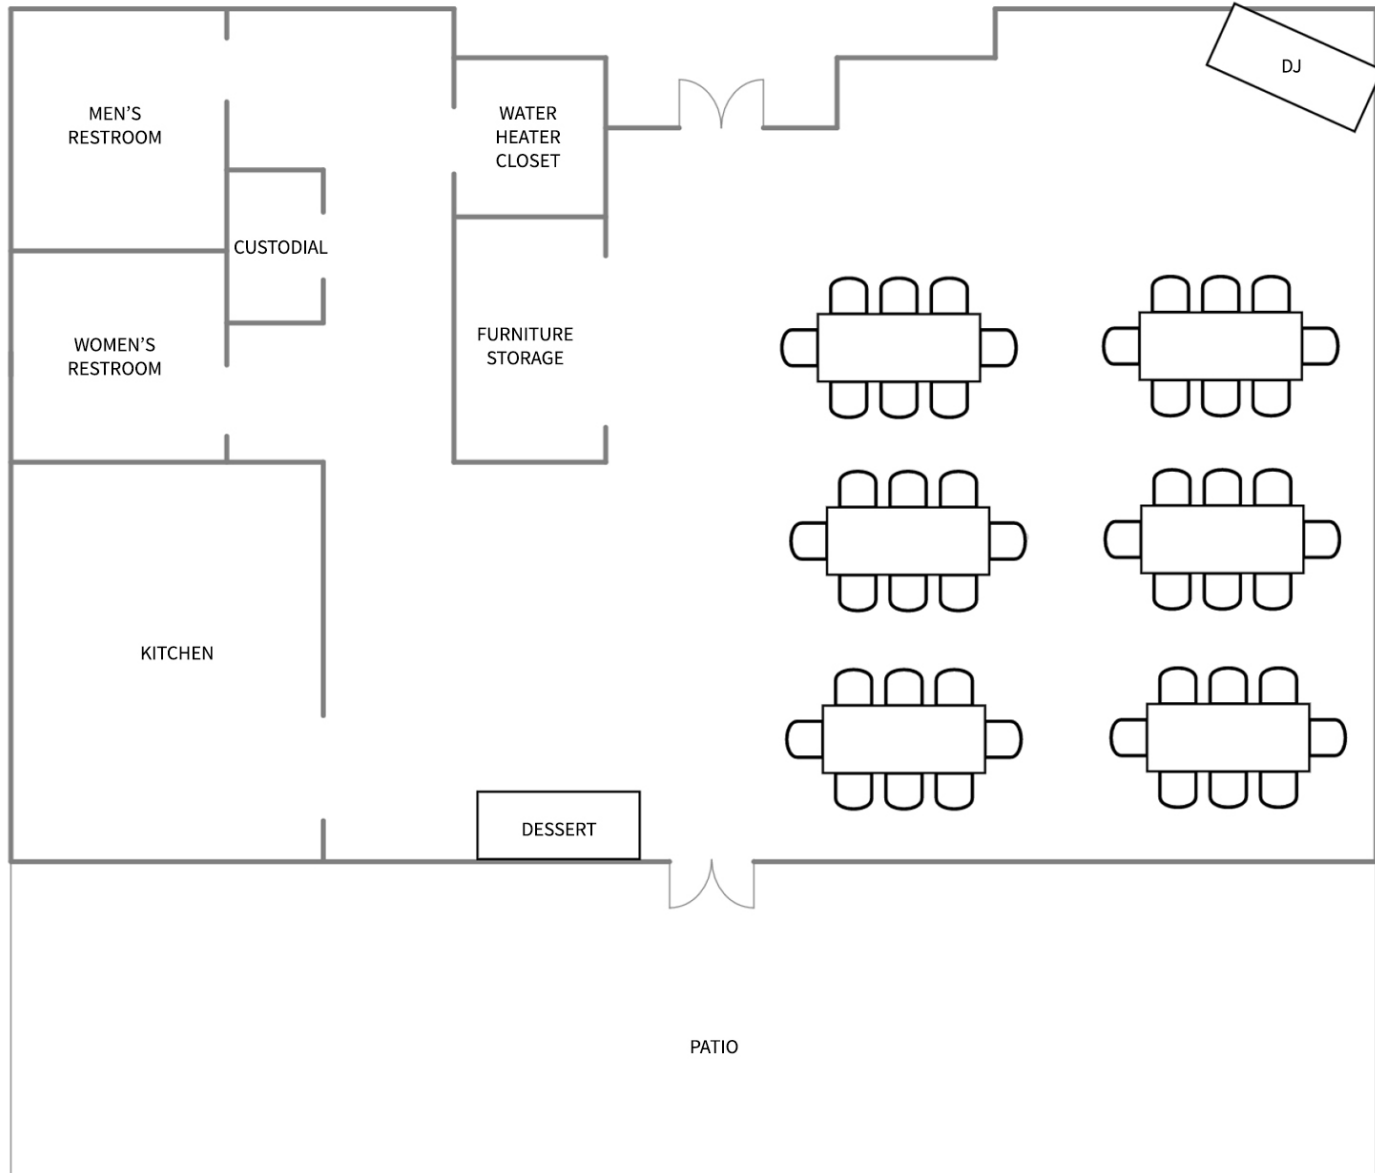 DJ
MEN’S
RESTROOM
WATER
HEATER
CLOSET
CUSTODIAL
WOMEN’S
RESTROOM
FURNITURE
STORAGE
KITCHEN
DESSERT
PATIO